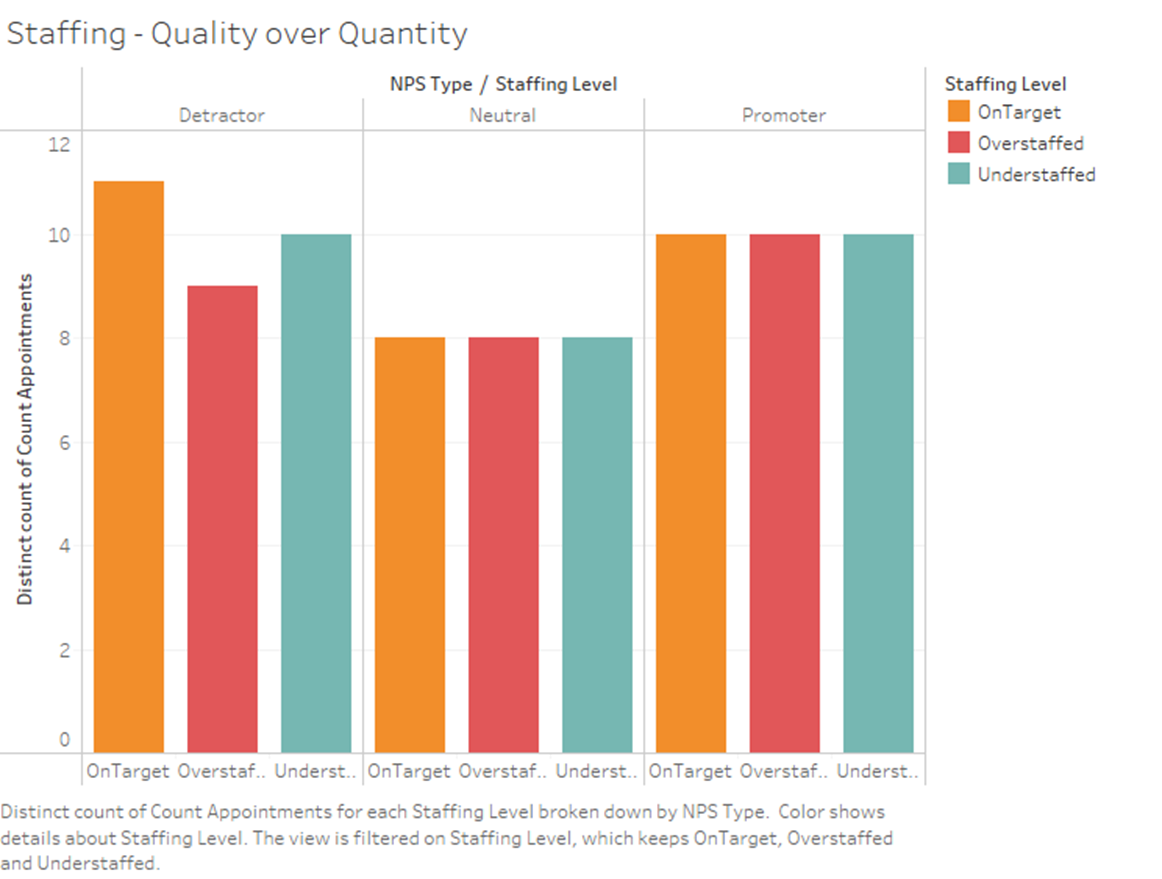 Staffing - Quality over Quantity
NPS Type / Staffing Level
Detractor Neutral Promoter
Staffing Level
OnTarget
Overstaffed
Understaffed
Distinct count of Count Appointments
12
10
8
6
4
2
0
OnTarget Overstaf.. Underst.. OnTarget Overstaf.. Underst.. OnTarget Overstaf.. Underst..
Distinct count of Count Appointments for each Staffing Level broken down by NPS Type. Color shows
details about Staffing Level. The view is filtered on Staffing Level, which keeps OnTarget, Overstaffed
and Understaffed.